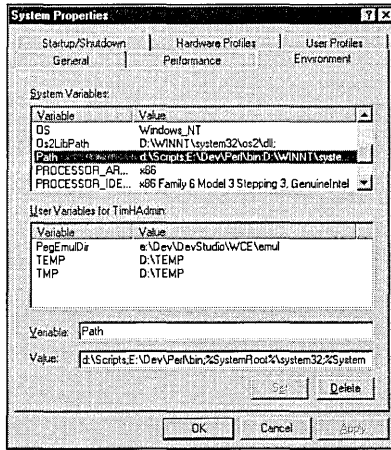 System Properties
Startup/Shutdown Hardware Profiles User Profiles
General Performance Environment
System Variables:
Variable Value
OS Windows_NT
Os2LibPath D:\WINNT\system32\os2\dll;
Path d:\Scripts;E:\Dev\Perl\bin;D:\WINNT\syste...
PROCESSOR_AR... x86
PROCESSOR_IDE... x86 Family 6 Model 3 Stepping 3, GenuineIntel
User Variables for TimHAdmin:
Variable Value
PegEmulDir e:\Dev\DevStudio\WCE\emul
TEMP D:\TEMP
TMP D:\TEMP
Variable: Path
Value: d:\Scripts;E:\Dev\Perl\bin;%SystemRoot%\system32;%System
Set Delete
OK Cancel Apply